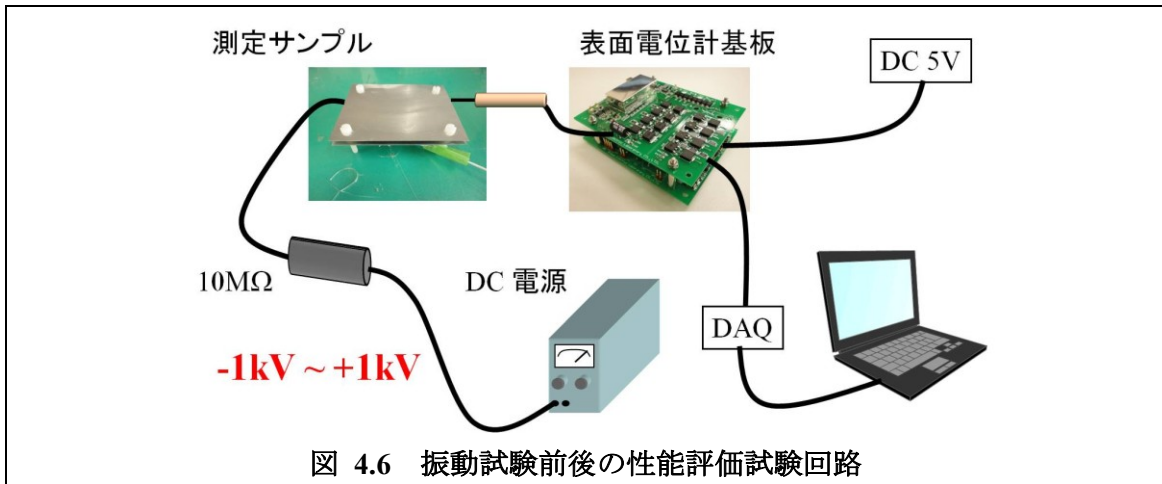 測定サンプル
表面電位計基板
DC 5V
10MΩ
DC 電源
DAQ
-1kV ~ +1kV
図 4.6 振動試験前後の性能評価試験回路